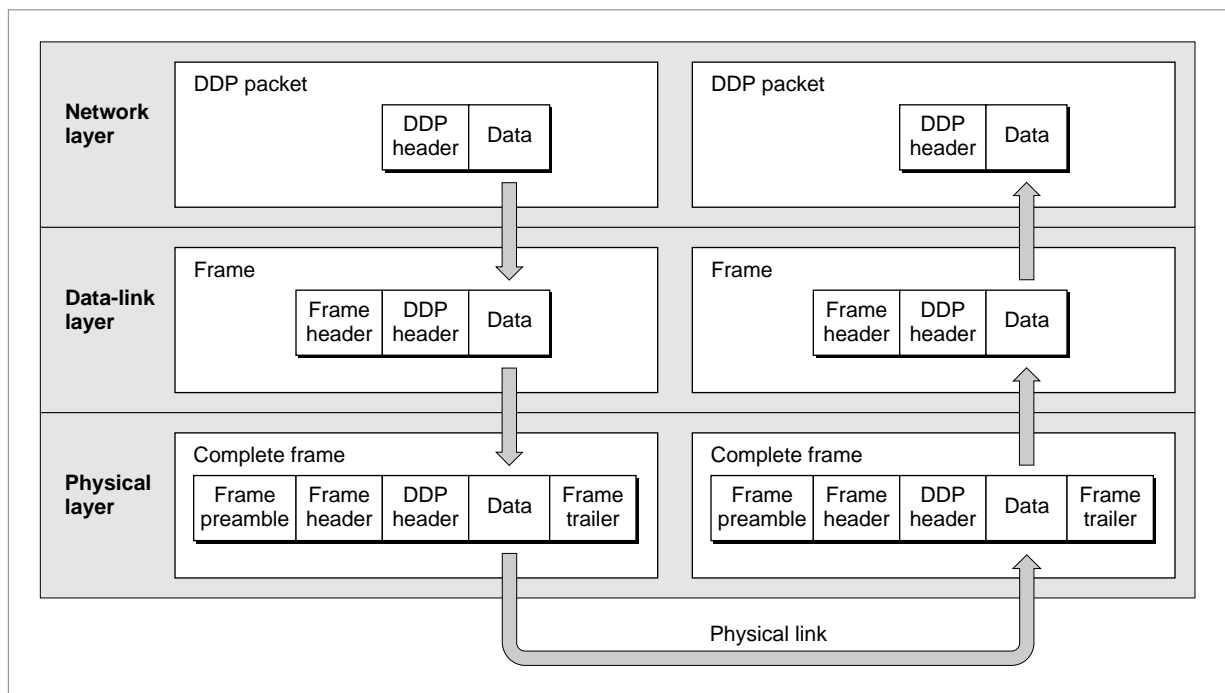 Network
layer
DDP packet
DDP
header
Data
DDP packet
DDP
header
Data
Data-link
layer
Frame
Frame
header
DDP
header
Data
Frame
Frame
header
DDP
header
Data
Physical
layer
Complete frame
Frame
preamble
Frame
header
DDP
header
Data
Frame
trailer
Complete frame
Frame
preamble
Frame
header
DDP
header
Data
Frame
trailer
Physical link